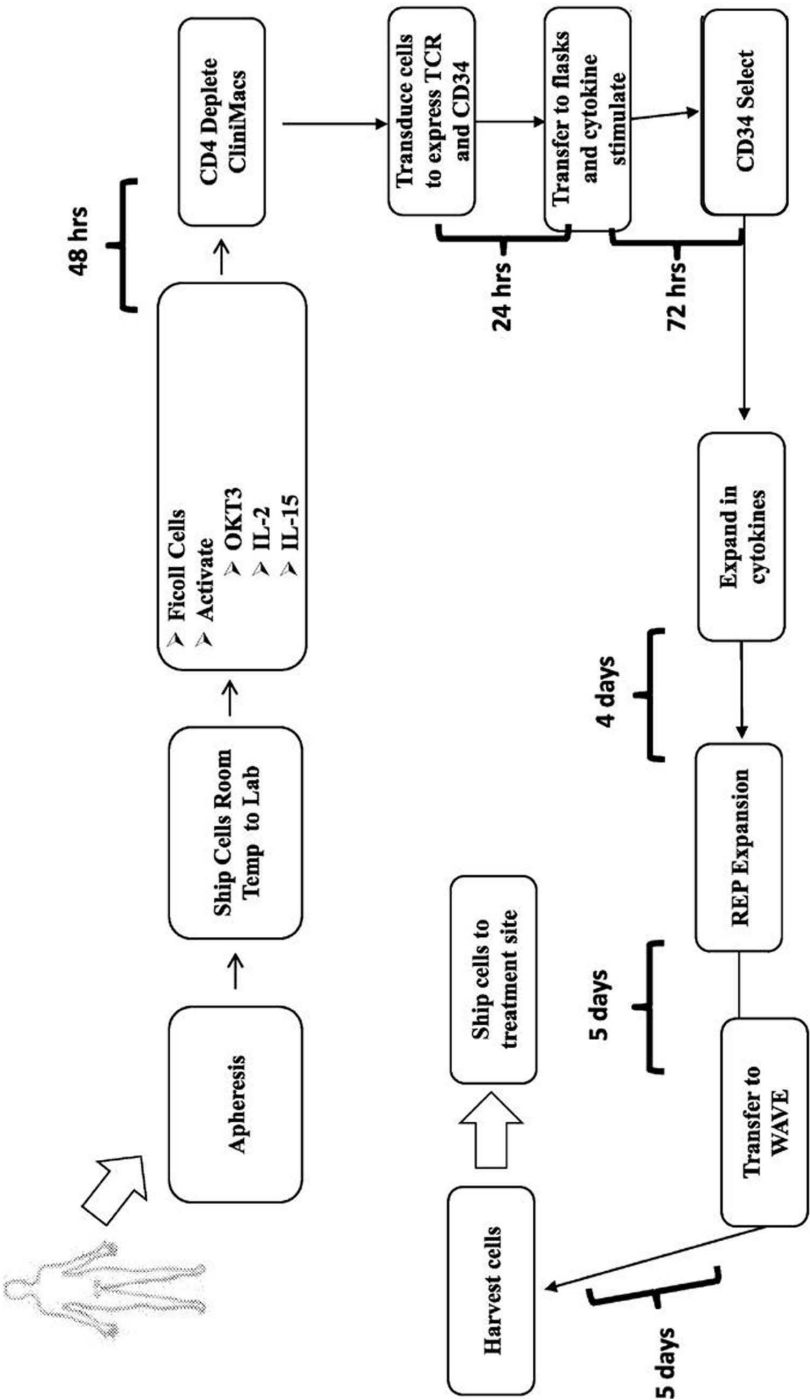 Apheresis
Ship Cells Room
Temp to Lab
➢ Ficoll Cells
➢ Activate
➢ OKT3
➢ IL-2
➢ IL-15
48 hrs
CD4 Deplete
CliniMacs
Transduce cells
to express TCR
and CD34
24 hrs
Transfer to flasks
and cytokine
stimulate
72 hrs
CD34 Select
Expand in
cytokines
4 days
REP Expansion
5 days
Transfer to
WAVE
5 days
Harvest cells
Ship cells to
treatment site